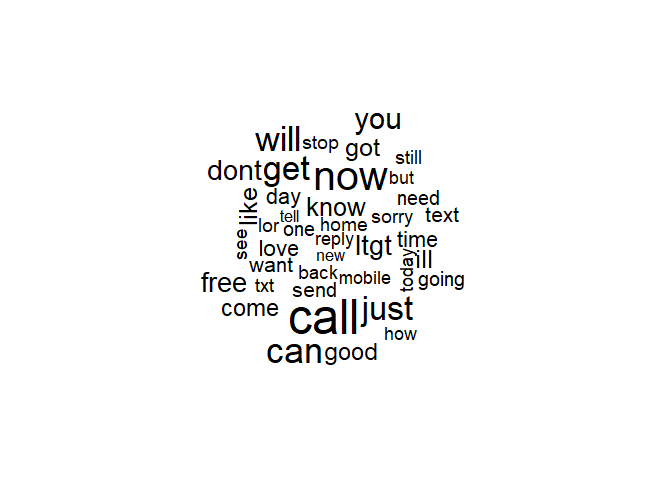 you
will stop got
dont get now still
but
like day know need
tell sorry text
lor one home
see love reply ltgt time
want new ill
free txt back mobile today going
send
come call just
how
can good